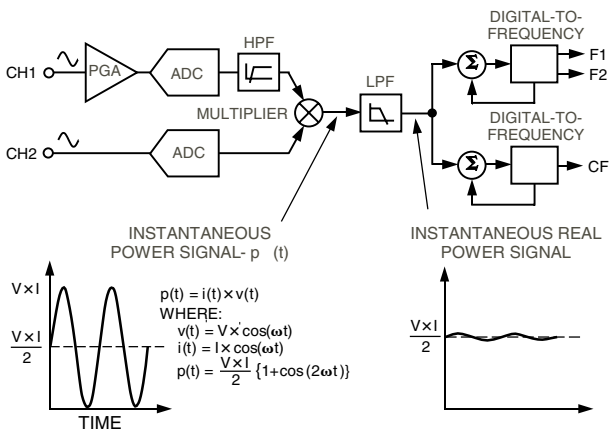 DIGITAL-TO-
FREQUENCY
HPF
CH1
PGA
ADC
LPF
Σ
F1
F2
MULTIPLIER
DIGITAL-TO-
FREQUENCY
CH2
ADC
Σ
CF
INSTANTANEOUS
POWER SIGNAL- p (t)
INSTANTANEOUS REAL
POWER SIGNAL
V×I
p(t) = i(t)×v(t)
WHERE:
v(t) = V×cos(ωt)
i(t) = I×cos(ωt)
p(t) = V×I/2 {1+cos (2ωt)}
V×I
2
TIME
V×I
2